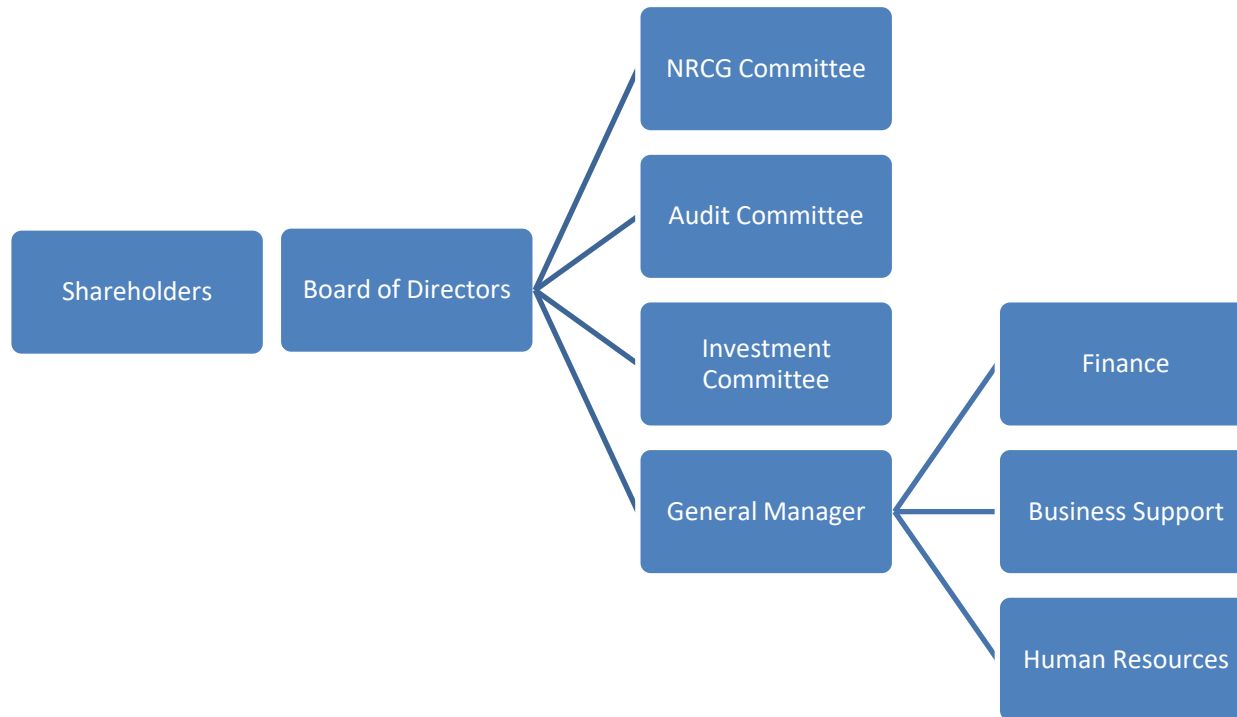 Shareholders
Board of Directors
NRCG Committee
Audit Committee
Investment
Committee
General Manager
Finance
Business Support
Human Resources